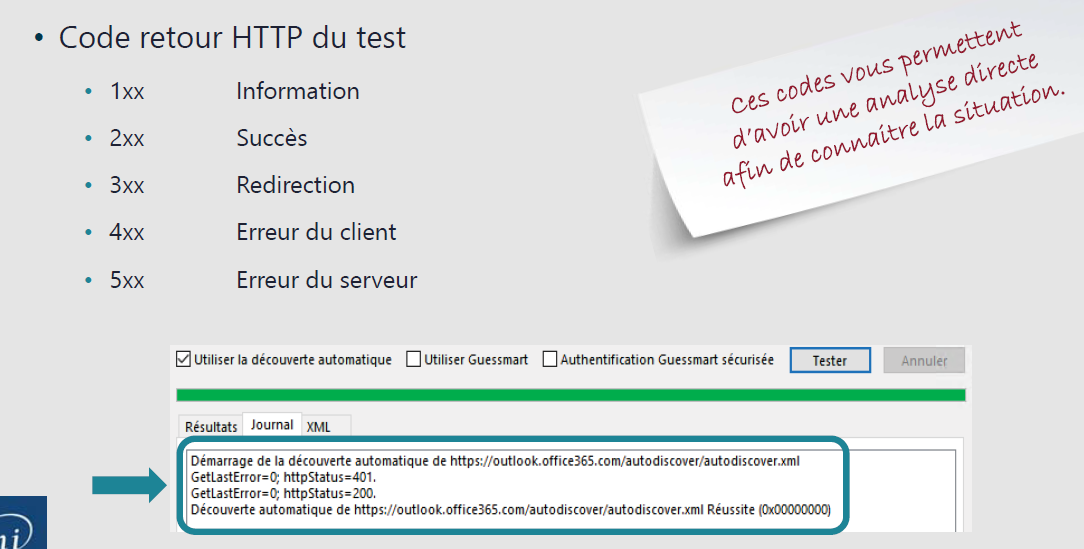 • Code retour HTTP du test
• 1xx Information
• 2xx Succès
• 3xx Redirection
• 4xx Erreur du client
• 5xx Erreur du serveur
Ces codes vous permettent
d'avoir une analyse directe
afin de connaître la situation.
Utiliser la découverte automatique Utiliser Guessmart Authentification Guessmart sécurisée Tester Annuler
Résultats Journal XML
Démarrage de la découverte automatique de https://outlook.office365.com/autodiscover/autodiscover.xml
GetLastError=0; httpStatus=401.
GetLastError=0; httpStatus=200.
Découverte automatique de https://outlook.office365.com/autodiscover/autodiscover.xml Réussite (0x00000000)